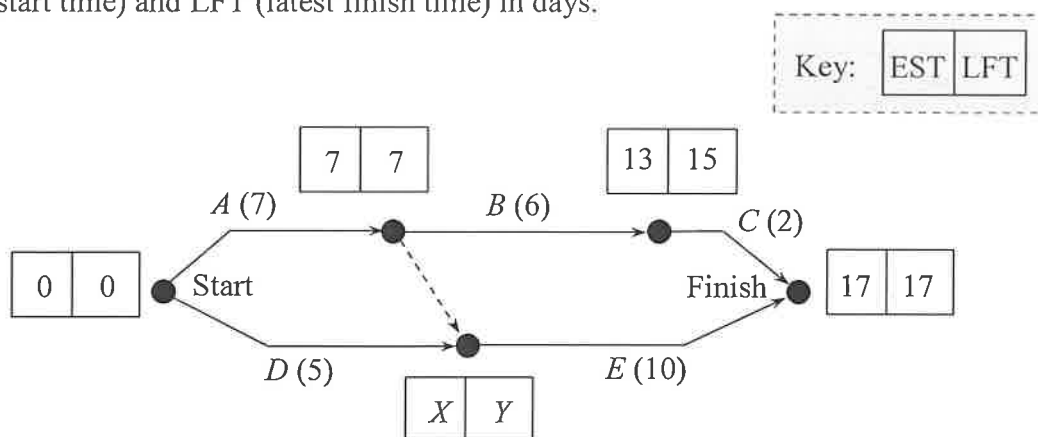 start time) and LFT (latest finish time) in days.
Key: EST LFT
7 7
13 15
A (7)
B (6)
C (2)
0 0
Start
Finish
17 17
D (5)
E (10)
X Y